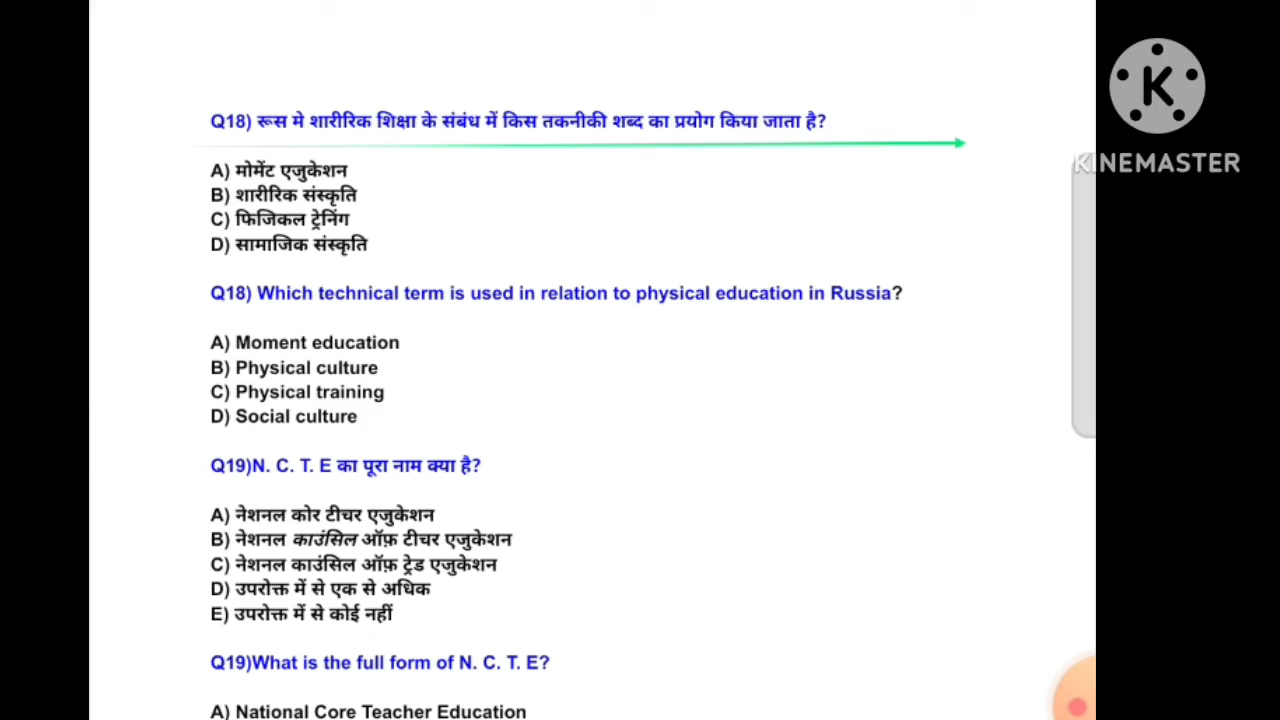 Q18) रूस मे शारीरिक शिक्षा के संबंध में किस तकनीकी शब्द का प्रयोग किया जाता है?
A) मोमेंट एजुकेशन
B) शारीरिक संस्कृति
C) फिजिकल ट्रेनिंग
D) सामाजिक संस्कृति
Q18) Which technical term is used in relation to physical education in Russia?
A) Moment education
B) Physical culture
C) Physical training
D) Social culture
Q19)N. C. T. E का पूरा नाम क्या है?
A) नेशनल कोर टीचर एजुकेशन
B) नेशनल काउंसिल ऑफ़ टीचर एजुकेशन
C) नेशनल काउंसिल ऑफ़ ट्रेड एजुकेशन
D) उपरोक्त में से एक से अधिक
E) उपरोक्त में से कोई नहीं
Q19)What is the full form of N. C. T. E?
A) National Core Teacher Education
K
KINEMASTER